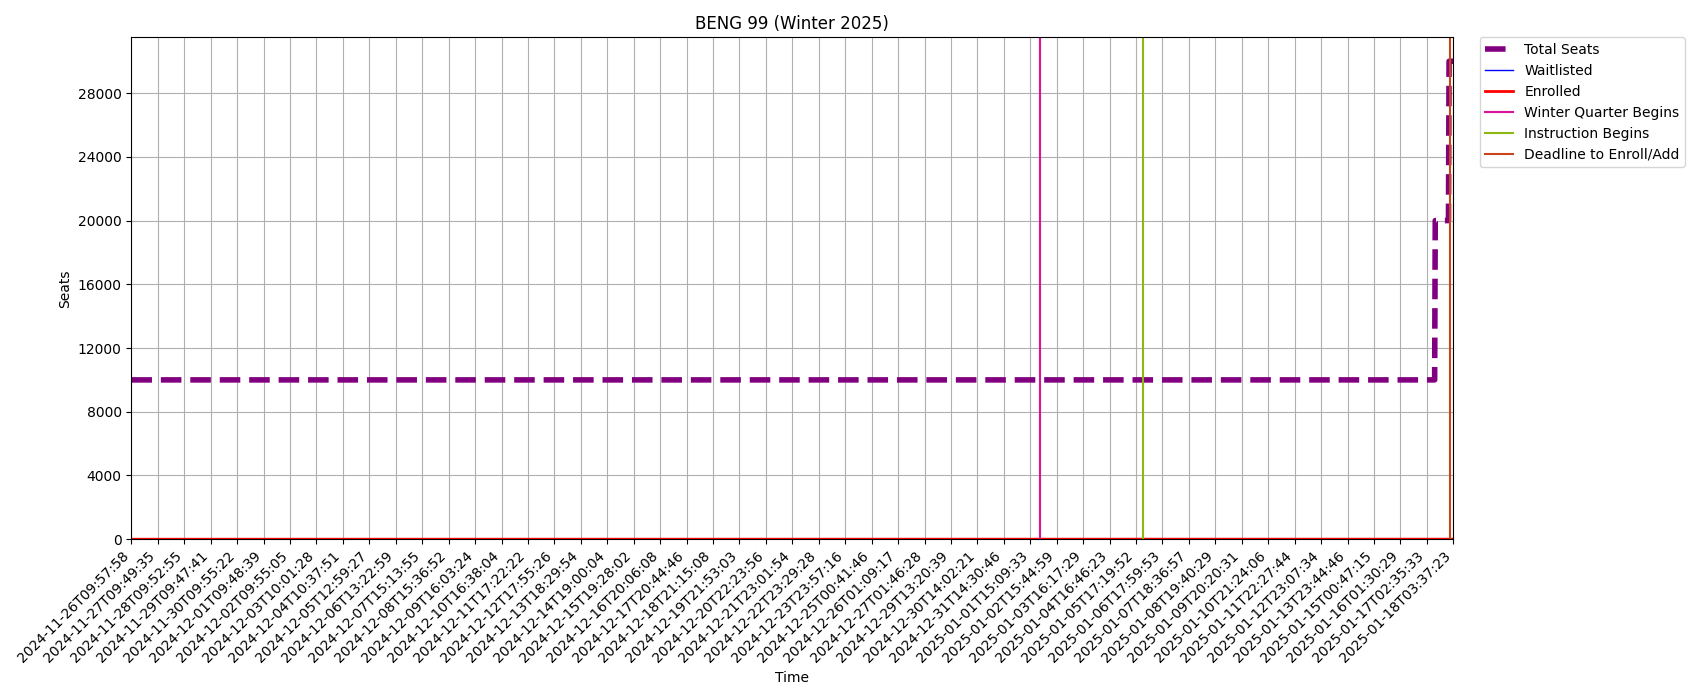 BENG 99 (Winter 2025)
Total Seats
Waitlisted
Enrolled
Winter Quarter Begins
Instruction Begins
Deadline to Enroll/Add
Seats
28000
24000
20000
16000
12000
8000
4000
0
2024-11-26T09:57:58
2024-11-27T09:49:35
2024-11-28T09:52:55
2024-11-29T09:47:41
2024-11-30T09:55:22
2024-12-01T09:48:39
2024-12-02T09:55:05
2024-12-03T10:01:28
2024-12-04T10:37:51
2024-12-05T12:59:27
2024-12-06T13:22:59
2024-12-07T15:13:55
2024-12-08T15:36:52
2024-12-09T16:03:24
2024-12-10T16:38:04
2024-12-11T17:22:22
2024-12-12T17:55:26
2024-12-13T18:29:54
2024-12-14T19:00:04
2024-12-15T19:28:02
2024-12-16T20:06:08
2024-12-17T20:44:46
2024-12-18T21:15:08
2024-12-19T21:53:03
2024-12-20T22:23:56
2024-12-21T23:01:54
2024-12-22T23:29:28
2024-12-23T23:57:16
2024-12-25T00:41:46
2024-12-26T01:09:17
2024-12-27T01:46:28
2024-12-29T13:20:39
2024-12-30T14:02:21
2024-12-31T14:30:46
2025-01-01T15:09:33
2025-01-02T15:44:59
2025-01-03T16:17:29
2025-01-04T16:46:23
2025-01-05T17:19:52
2025-01-06T17:59:53
2025-01-07T18:36:57
2025-01-08T19:40:29
2025-01-09T20:20:31
2025-01-10T21:24:06
2025-01-11T22:27:44
2025-01-12T23:07:34
2025-01-13T23:44:46
2025-01-15T00:47:15
2025-01-16T01:30:29
2025-01-17T02:35:33
2025-01-18T03:37:23
Time